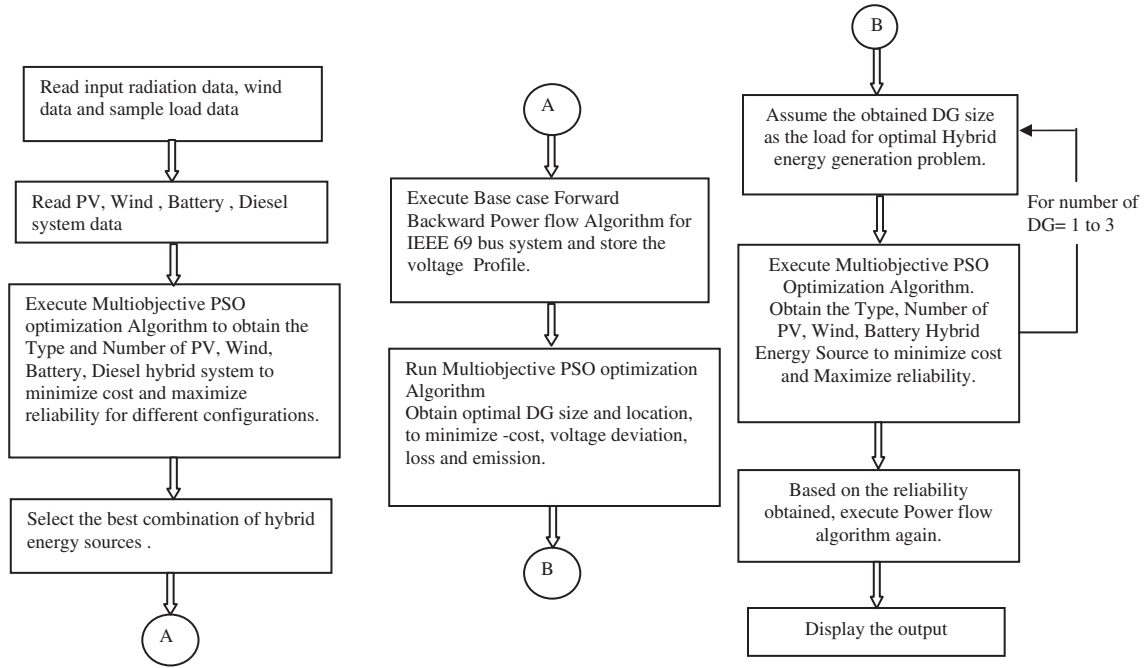 Read input radiation data, wind
data and sample load data
Read PV, Wind , Battery , Diesel
system data
Execute Multiobjective PSO
optimization Algorithm to obtain the
Type and Number of PV, Wind,
Battery, Diesel hybrid system to
minimize cost and maximize
reliability for different configurations.
Select the best combination of hybrid
energy sources .
A
A
Execute Base case Forward
Backward Power flow Algorithm for
IEEE 69 bus system and store the
voltage Profile.
Run Multiobjective PSO optimization
Algorithm
Obtain optimal DG size and location,
to minimize -cost, voltage deviation,
loss and emission.
B
B
Assume the obtained DG size
as the load for optimal Hybrid
energy generation problem.
For number of
DG= 1 to 3
Execute Multiobjective PSO
Optimization Algorithm.
Obtain the Type, Number of
PV, Wind, Battery Hybrid
Energy Source to minimize cost
and Maximize reliability.
Based on the reliability
obtained, execute Power flow
algorithm again.
Display the output